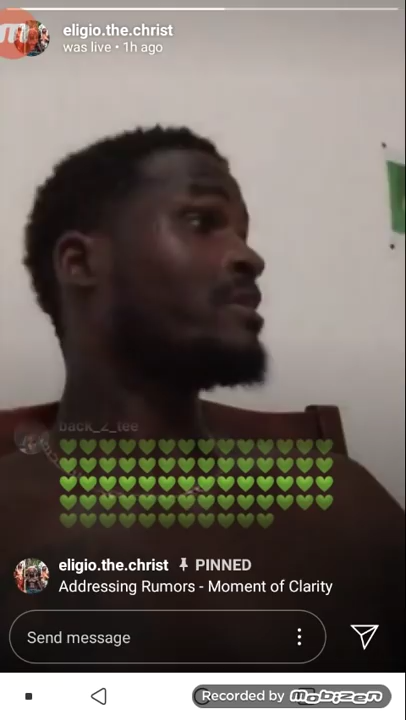 eligio.the.christ
was live • 1h ago
back_2_tee
💚💚💚💚💚💚💚💚💚💚💚💚💚💚
💚💚💚💚💚💚💚💚💚💚💚💚💚💚
💚💚💚💚💚💚💚💚💚💚💚💚💚💚
💚💚💚💚💚💚💚💚💚💚💚💚💚💚
💚💚💚💚💚💚💚💚💚💚💚
eligio.the.christ PINNED
Addressing Rumors - Moment of Clarity
Send message
Recorded by mobizen